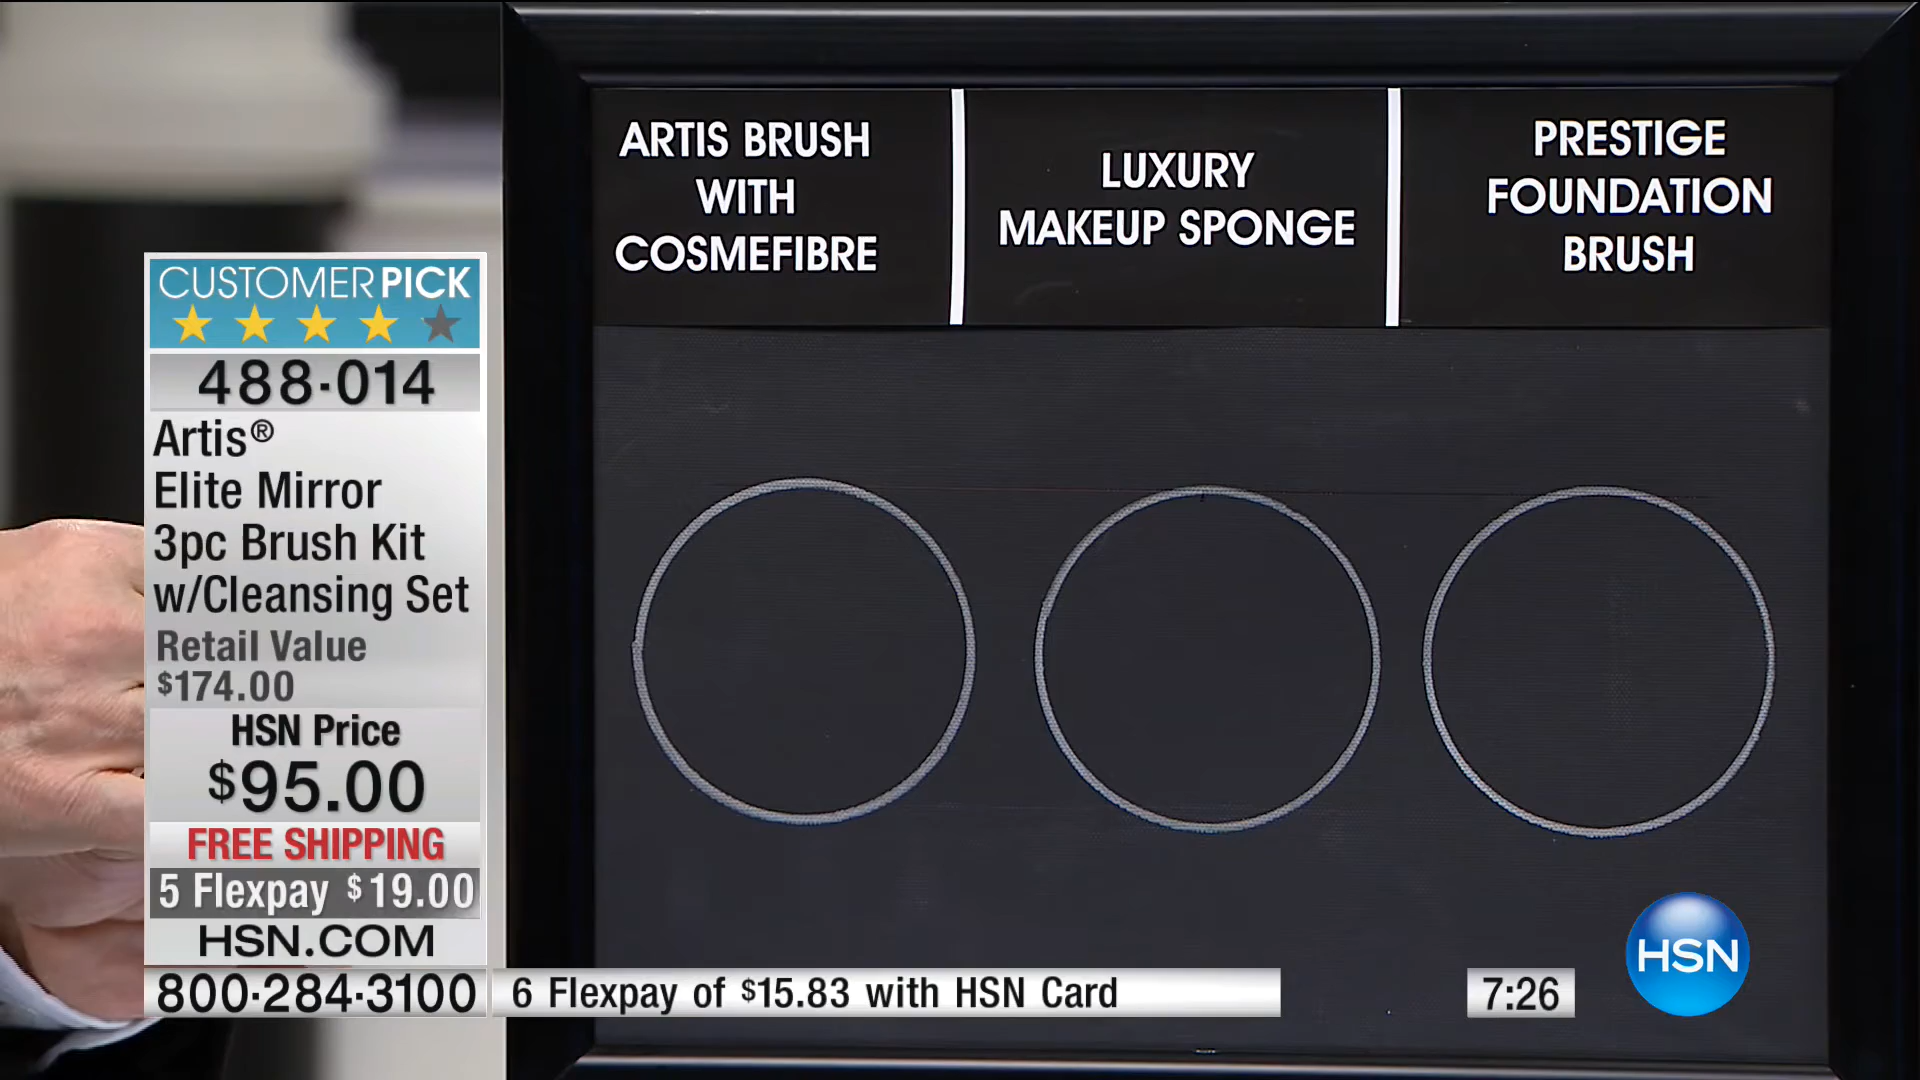 CUSTOMERPICK
488-014
Artis®
Elite Mirror
3pc Brush Kit
w/Cleansing Set
Retail Value
$174.00
HSN Price
$95.00
FREE SHIPPING
5 Flexpay $19.00
HSN.COM
800-284-3100
ARTIS BRUSH
WITH
COSMEFIBRE
LUXURY
MAKEUP SPONGE
PRESTIGE
FOUNDATION
BRUSH
6 Flexpay of $15.83 with HSN Card
7:26
HSN